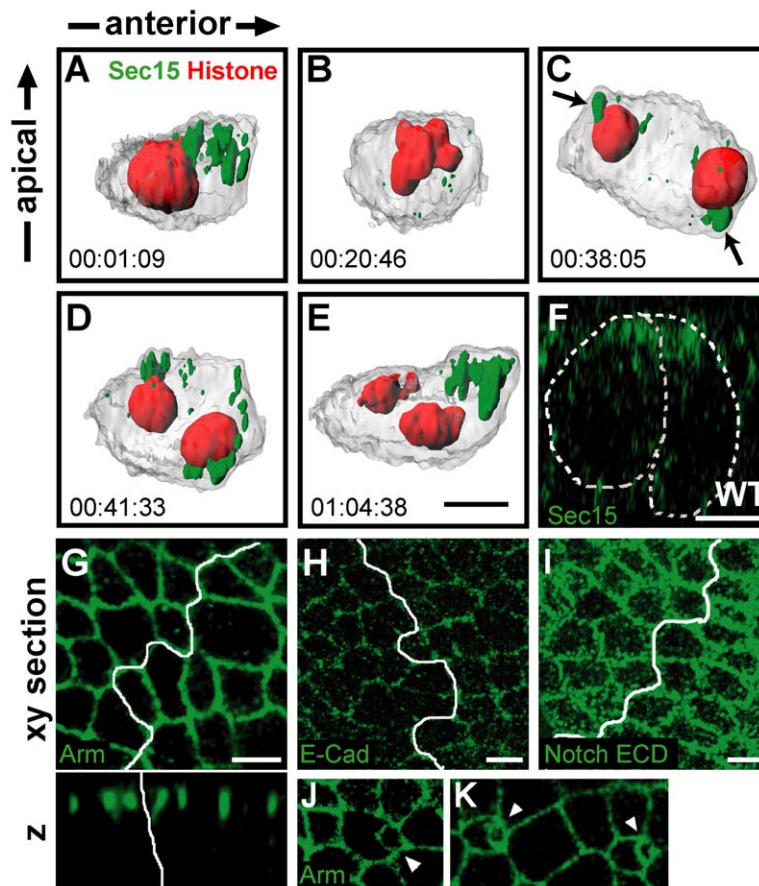 anterior
apical
A
Sec15 Histone
00:01:09
B
00:20:46
C
00:38:05
D
00:41:33
E
01:04:38
F
Sec15
WT
xy section
G
Arm
H
E-Cad
I
Notch ECD
z
J
Arm
K